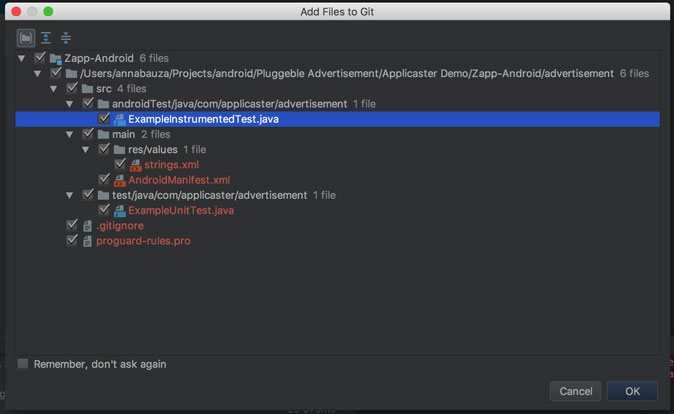 Add Files to Git
Zapp-Android 6 files
/Users/annabauza/Projects/android/Pluggeble Advertisement/Applicaster Demo/Zapp-Android/advertisement 6 files
src 4 files
androidTest/java/com/applicaster/advertisement 1 file
ExampleInstrumentedTest.java
main 2 files
res/values 1 file
strings.xml
AndroidManifest.xml
test/java/com/applicaster/advertisement 1 file
ExampleUnitTest.java
.gitignore
proguard-rules.pro
Remember, don't ask again
Cancel OK